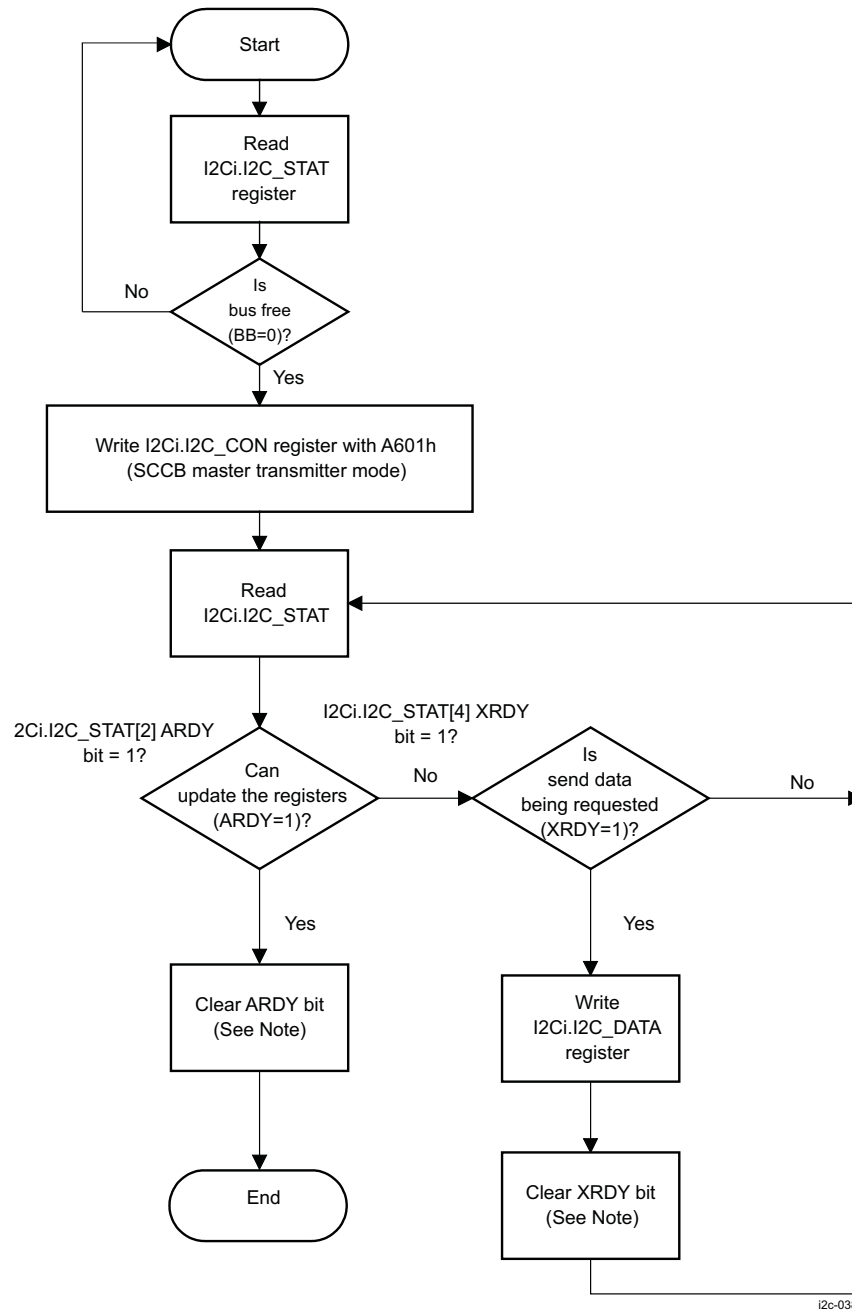 Start
Read
I2Ci.I2C_STAT
register
Is
bus free
(BB=0)?
No
Yes
Write I2Ci.I2C_CON register with A601h
(SCCB master transmitter mode)
Read
I2Ci.I2C_STAT
2Ci.I2C_STAT[2] ARDY
bit = 1?
I2Ci.I2C_STAT[4] XRDY
bit = 1?
Can
update the registers
(ARDY=1)?
No
Is
send data
being requested
(XRDY=1)?
No
Yes
Yes
Clear ARDY bit
(See Note)
Write
I2Ci.I2C_DATA
register
End
Clear XRDY bit
(See Note)